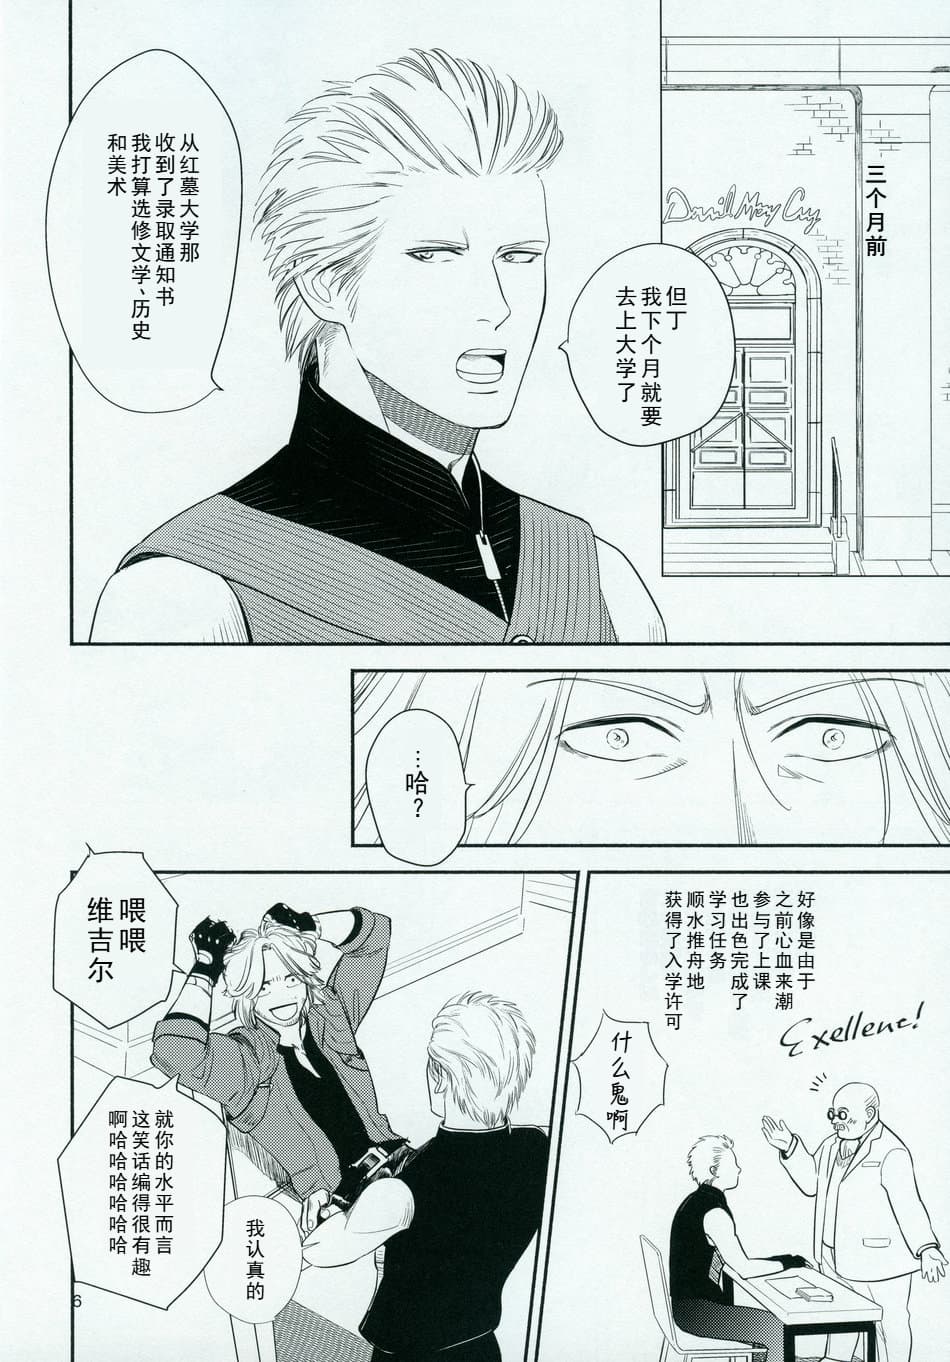 三个月前
Devil May Cry
但丁
我下个月就要
去上大学了
从红墓大学那
收到了录取通知书
我打算选修文学、历史
和美术
…哈？
好像是由于
之前心血来潮
参与了上课
也出色完成了
学习任务
顺水推舟地
获得了入学许可
Exellent!
什么鬼啊
喂喂
维吉尔
就你的水平而言
这笑话编得很有趣
啊哈哈哈哈哈
我认真的
6